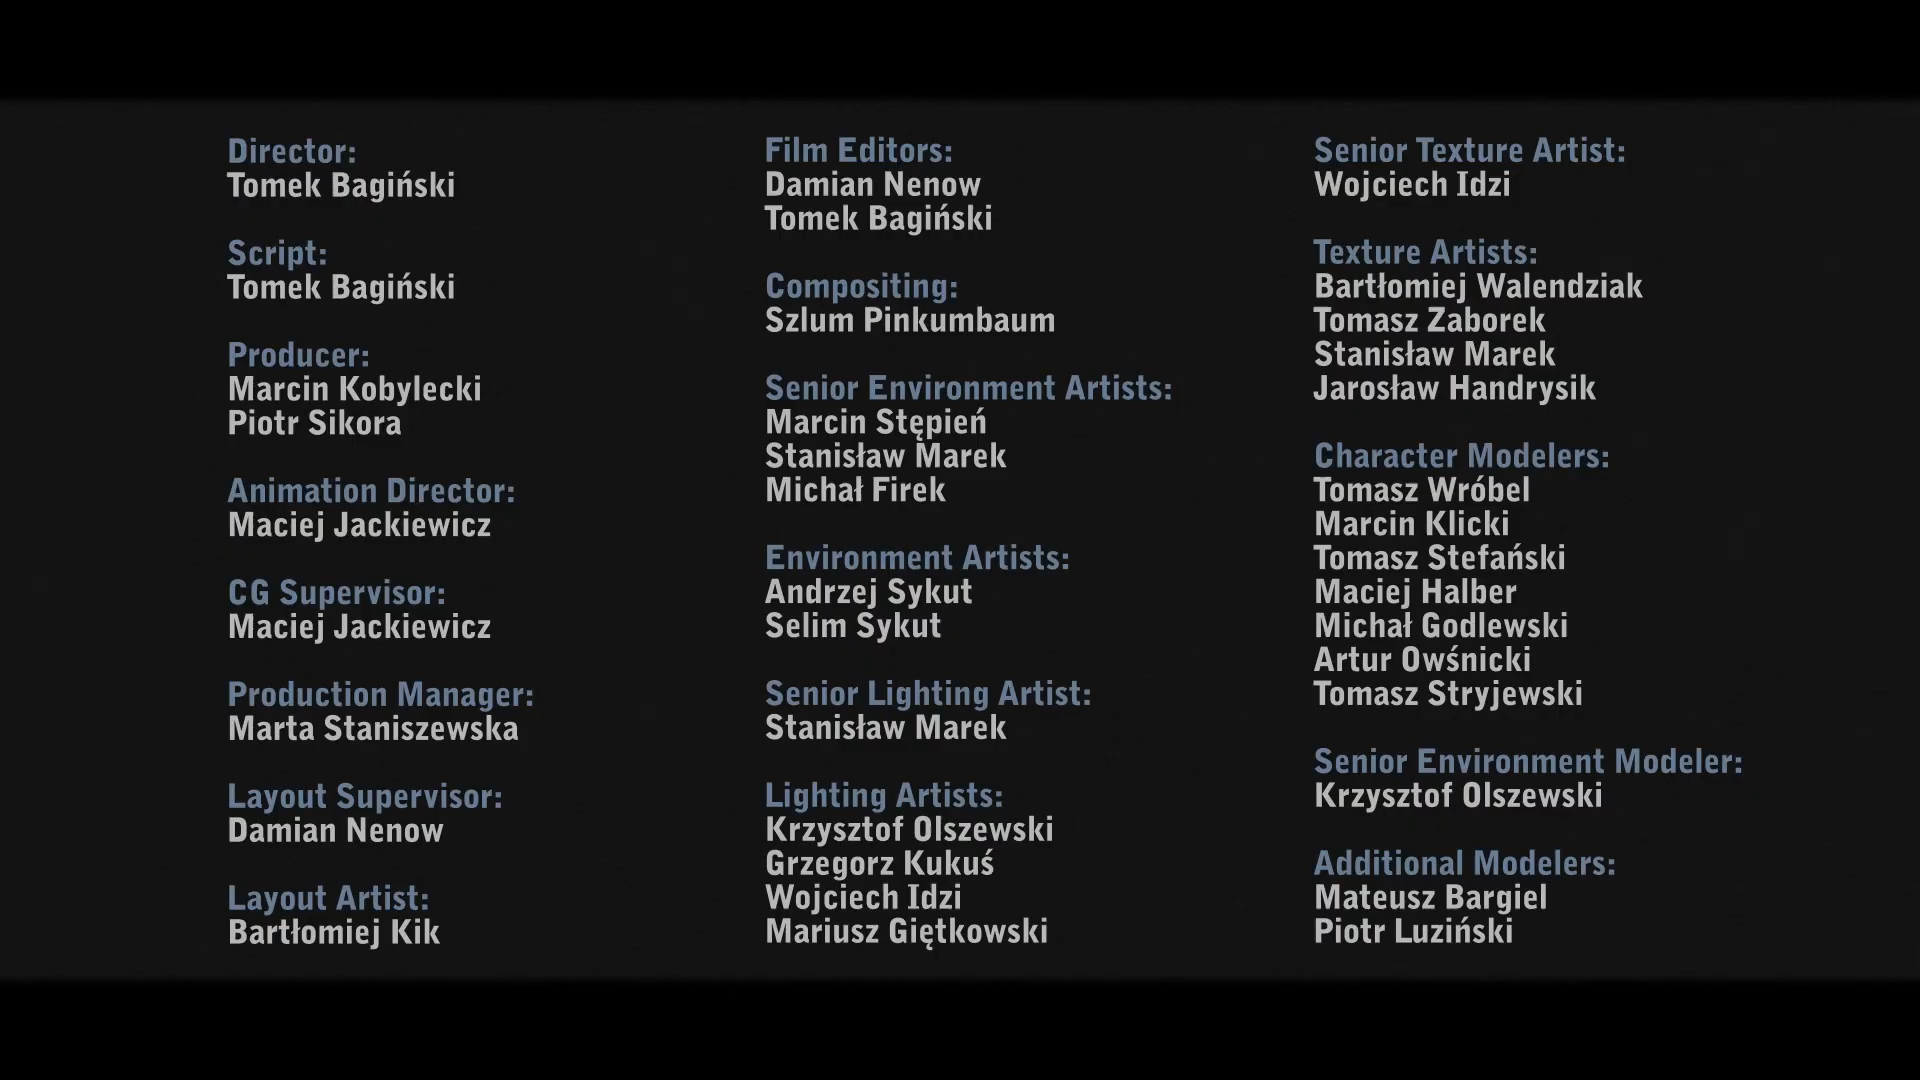 Director:
Tomek Bagiński
Script:
Tomek Bagiński
Producer:
Marcin Kobylecki
Piotr Sikora
Animation Director:
Maciej Jackiewicz
CG Supervisor:
Maciej Jackiewicz
Production Manager:
Marta Staniszewska
Layout Supervisor:
Damian Nenow
Layout Artist:
Bartłomiej Kik
Film Editors:
Damian Nenow
Tomek Bagiński
Compositing:
Szlum Pinkumbaum
Senior Environment Artists:
Marcin Stępień
Stanisław Marek
Michał Firek
Environment Artists:
Andrzej Sykut
Selim Sykut
Senior Lighting Artist:
Stanisław Marek
Lighting Artists:
Krzysztof Olszewski
Grzegorz Kukuś
Wojciech Idzi
Mariusz Giętkowski
Senior Texture Artist:
Wojciech Idzi
Texture Artists:
Bartłomiej Walendziak
Tomasz Zaborek
Stanisław Marek
Jarosław Handrysik
Character Modelers:
Tomasz Wróbel
Marcin Klicki
Tomasz Stefański
Maciej Halber
Michał Godlewski
Artur Owśnicki
Tomasz Stryjewski
Senior Environment Modeler:
Krzysztof Olszewski
Additional Modelers:
Mateusz Bargiel
Piotr Luziński